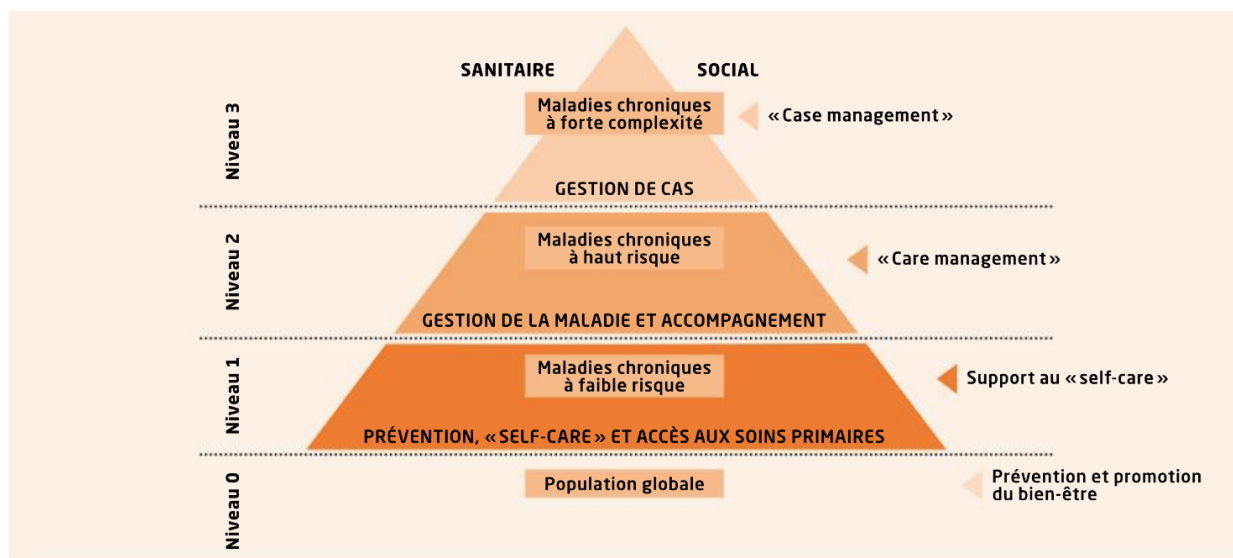 SANITAIRE
SOCIAL
Niveau 3
Maladies chroniques
à forte complexité
« Case management »
GESTION DE CAS
Niveau 2
Maladies chroniques
à haut risque
« Care management »
GESTION DE LA MALADIE ET ACCOMPAGNEMENT
Niveau 1
Maladies chroniques
à faible risque
Support au « self-care »
PRÉVENTION, « SELF-CARE » ET ACCÈS AUX SOINS PRIMAIRES
Niveau 0
Population globale
Prévention et promotion
du bien-être